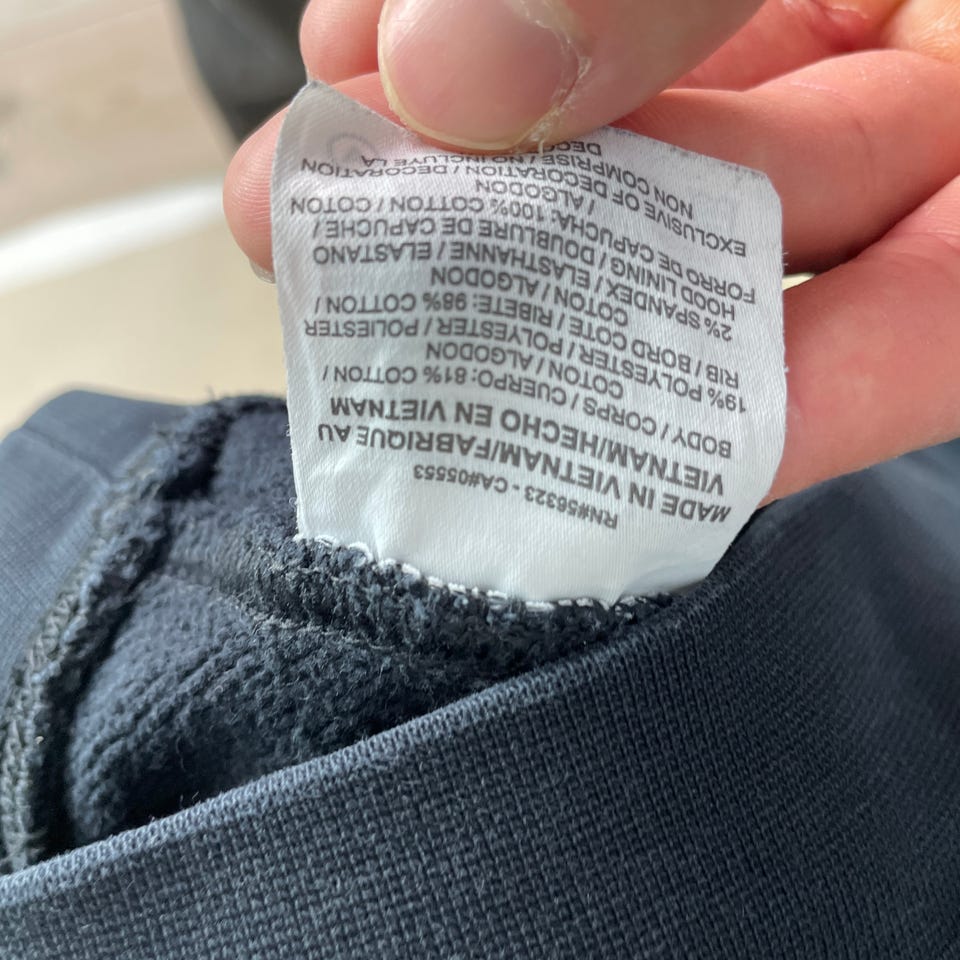 RN#56323 - CA#05553
MADE IN VIETNAM/FABRIQUE AU
VIETNAM/HECHO EN VIETNAM
BODY / CORPS / CUERPO: 81% COTTON /
COTON / ALGODON
19% POLYESTER / POLYESTER / POLIESTER
RIB / BORD COTE / RIBETE: 98% COTTON /
COTON / ALGODON
2% SPANDEX / ELASTHANNE / ELASTANO
HOOD LINING / DOUBLURE DE CAPUCHE /
FORRO DE CAPUCHA: 100% COTTON / COTON
/ ALGODON
EXCLUSIVE OF DECORATION / DECORATION
NON COMPRISE / NO INCLUYE LA